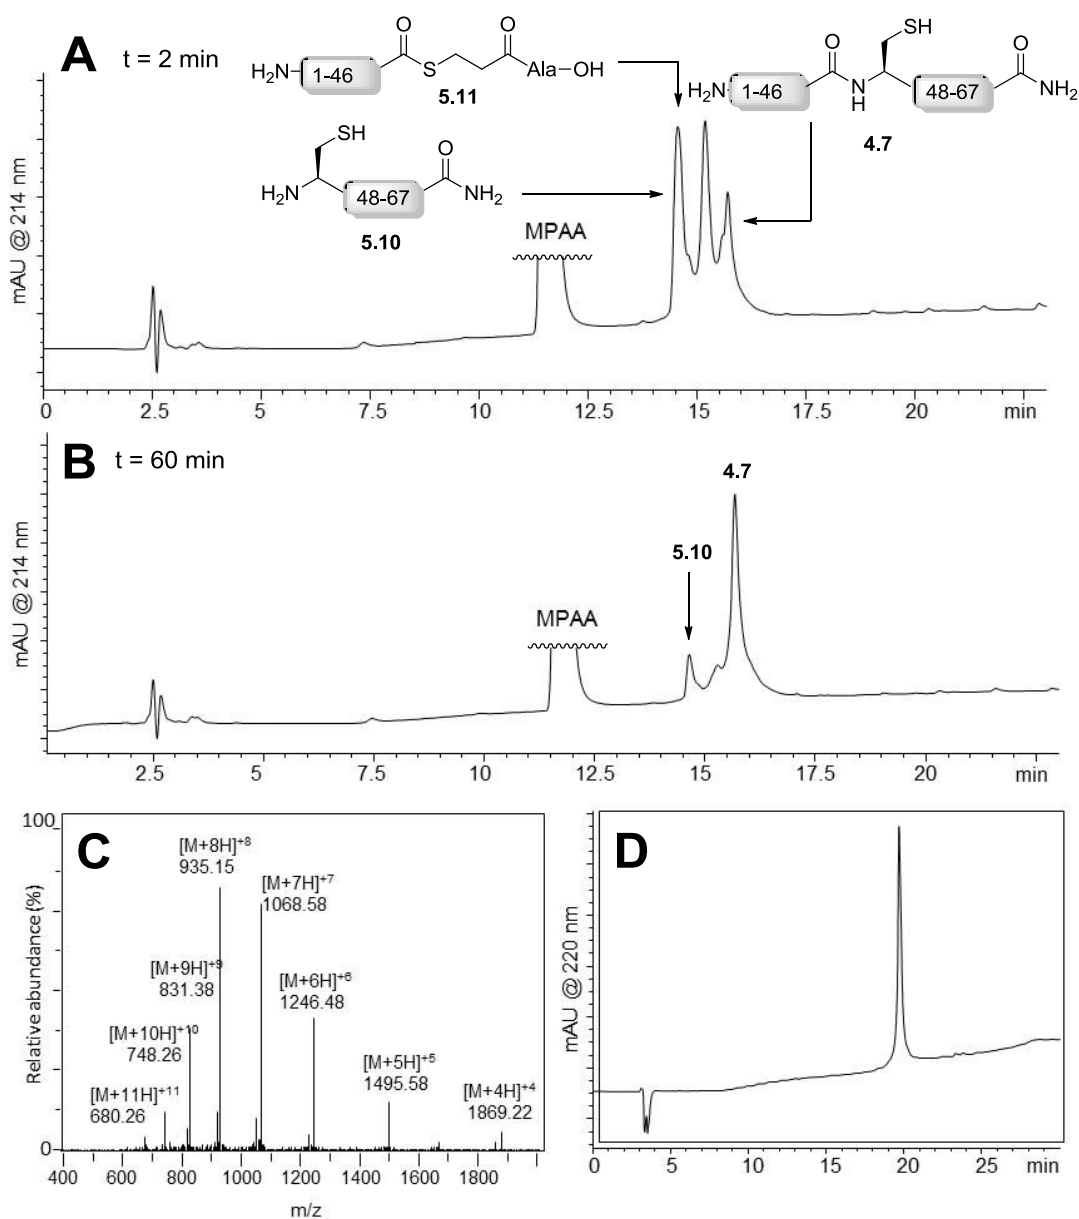 A t = 2 min
H₂N 1-46 O S O Ala OH
5.11
H₂N 1-46 O N H SH 48-67 O NH₂
4.7
SH
H₂N 48-67 O NH₂
5.10
MPAA
mAU @ 214 nm
0 2.5 5 7.5 10 12.5 15 17.5 20 min
B t = 60 min
4.7
5.10
MPAA
mAU @ 214 nm
2.5 5 7.5 10 12.5 15 17.5 20 min
C
100
0
Relative abundance (%)
[M+8H]⁺⁸
935.15
[M+7H]⁺⁷
1068.58
[M+9H]⁺⁹
831.38
[M+6H]⁺⁶
1246.48
[M+10H]⁺¹⁰
748.26
[M+5H]⁺⁵
1495.58
[M+11H]⁺¹¹
680.26
[M+4H]⁺⁴
1869.22
400 600 800 1000 1200 1400 1600 1800
m/z
D
mAU @ 220 nm
0 5 10 15 20 25 min